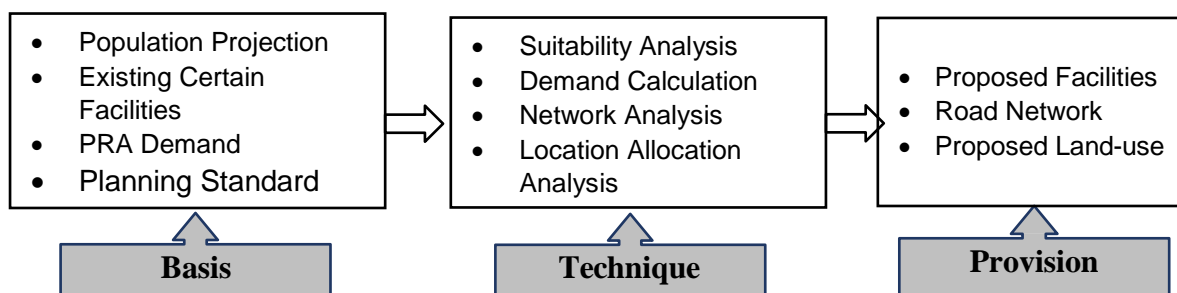 • Population Projection
• Existing Certain
Facilities
• PRA Demand
• Planning Standard
• Suitability Analysis
• Demand Calculation
• Network Analysis
• Location Allocation
Analysis
• Proposed Facilities
• Road Network
• Proposed Land-use
Basis
Technique
Provision